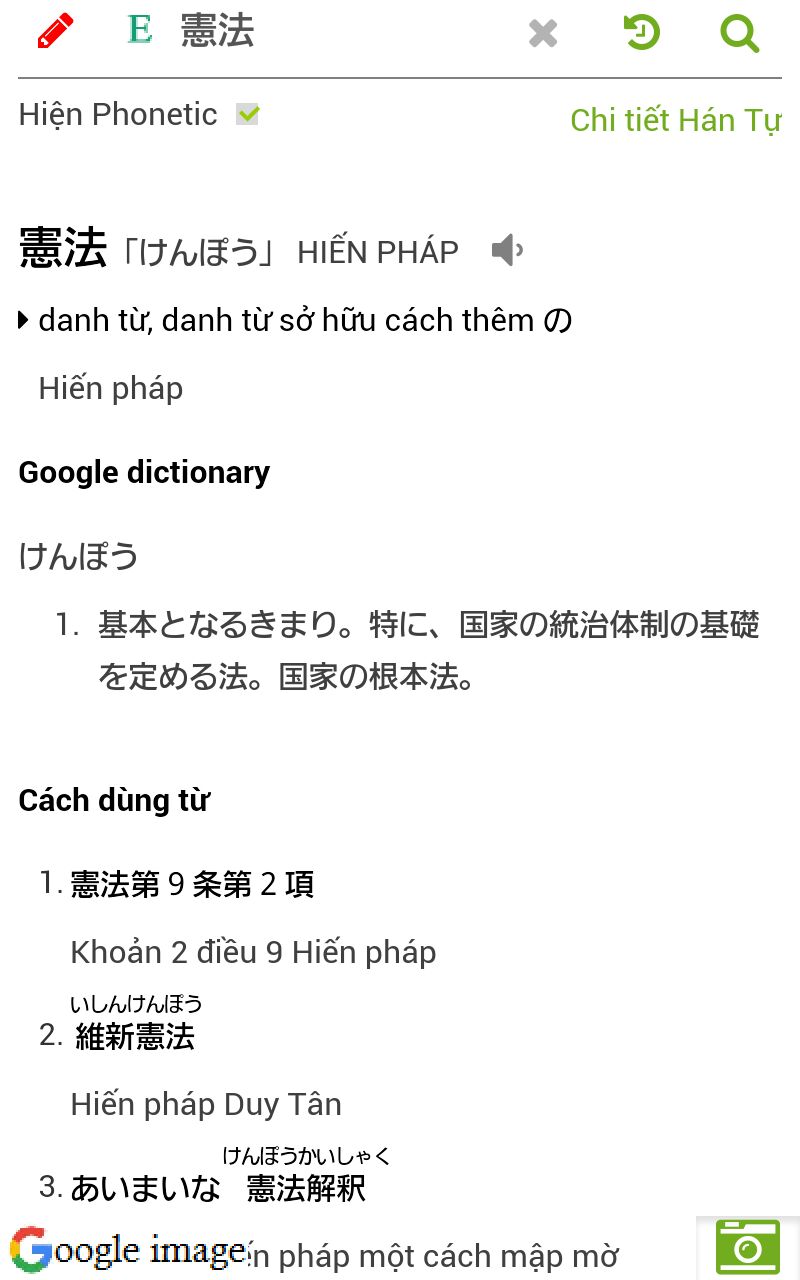 E 憲法
Hiện Phonetic
Chi tiết Hán Tự
憲法「けんぽう」 HIẾN PHÁP
danh từ, danh từ sở hữu cách thêm の
Hiến pháp
Google dictionary
けんぽう
1. 基本となるきまり。特に、国家の統治体制の基礎
を定める法。国家の根本法。
Cách dùng từ
1. 憲法第 9 条第 2 項
Khoản 2 điều 9 Hiến pháp
いしんけんぽう
2. 維新憲法
Hiến pháp Duy Tân
けんぽうかいしゃく
3. あいまいな 憲法解釈
Google image
pháp một cách mập mờ